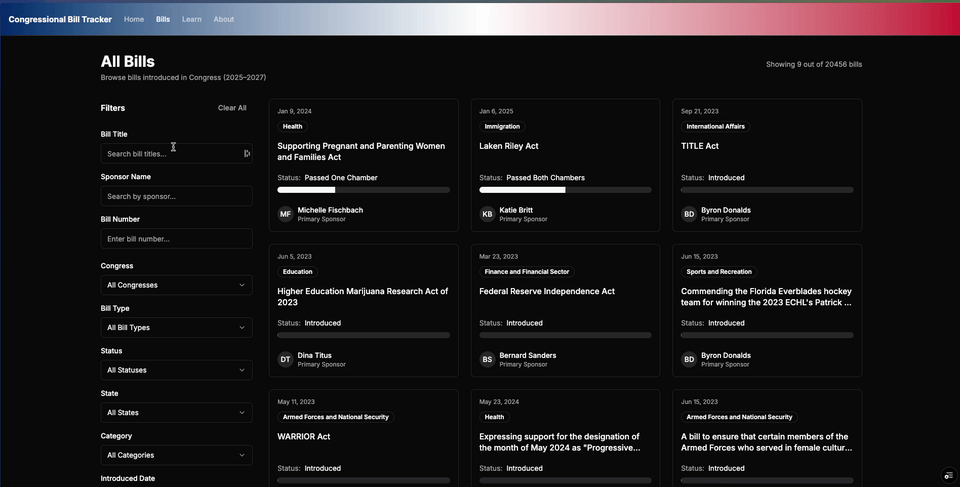 Congressional Bill Tracker Home Bills Learn About
All Bills
Browse bills introduced in Congress (2025–2027)
Showing 9 out of 20456 bills
Filters
Clear All
Bill Title
Search bill titles...
Sponsor Name
Search by sponsor...
Bill Number
Enter bill number...
Congress
All Congresses
Bill Type
All Bill Types
Status
All Statuses
State
All States
Category
All Categories
Introduced Date
Jan 9, 2024
Health
Supporting Pregnant and Parenting Women
and Families Act
Status: Passed One Chamber
MF
Michelle Fischbach
Primary Sponsor
Jan 6, 2025
Immigration
Laken Riley Act
Status: Passed Both Chambers
KB
Katie Britt
Primary Sponsor
Sep 21, 2023
International Affairs
TITLE Act
Status: Introduced
BD
Byron Donalds
Primary Sponsor
Jun 5, 2023
Education
Higher Education Marijuana Research Act of
2023
Status: Introduced
DT
Dina Titus
Primary Sponsor
Mar 23, 2023
Finance and Financial Sector
Federal Reserve Independence Act
Status: Introduced
BS
Bernard Sanders
Primary Sponsor
Jun 15, 2023
Sports and Recreation
Commending the Florida Everblades hockey
team for winning the 2023 ECHL's Patrick ...
Status: Introduced
BD
Byron Donalds
Primary Sponsor
May 11, 2023
Armed Forces and National Security
WARRIOR Act
Status: Introduced
May 23, 2024
Health
Expressing support for the designation of
the month of May 2024 as "Progressive...
Status: Introduced
Jun 15, 2023
Armed Forces and National Security
A bill to ensure that certain members of the
Armed Forces who served in female cultur...
Status: Introduced